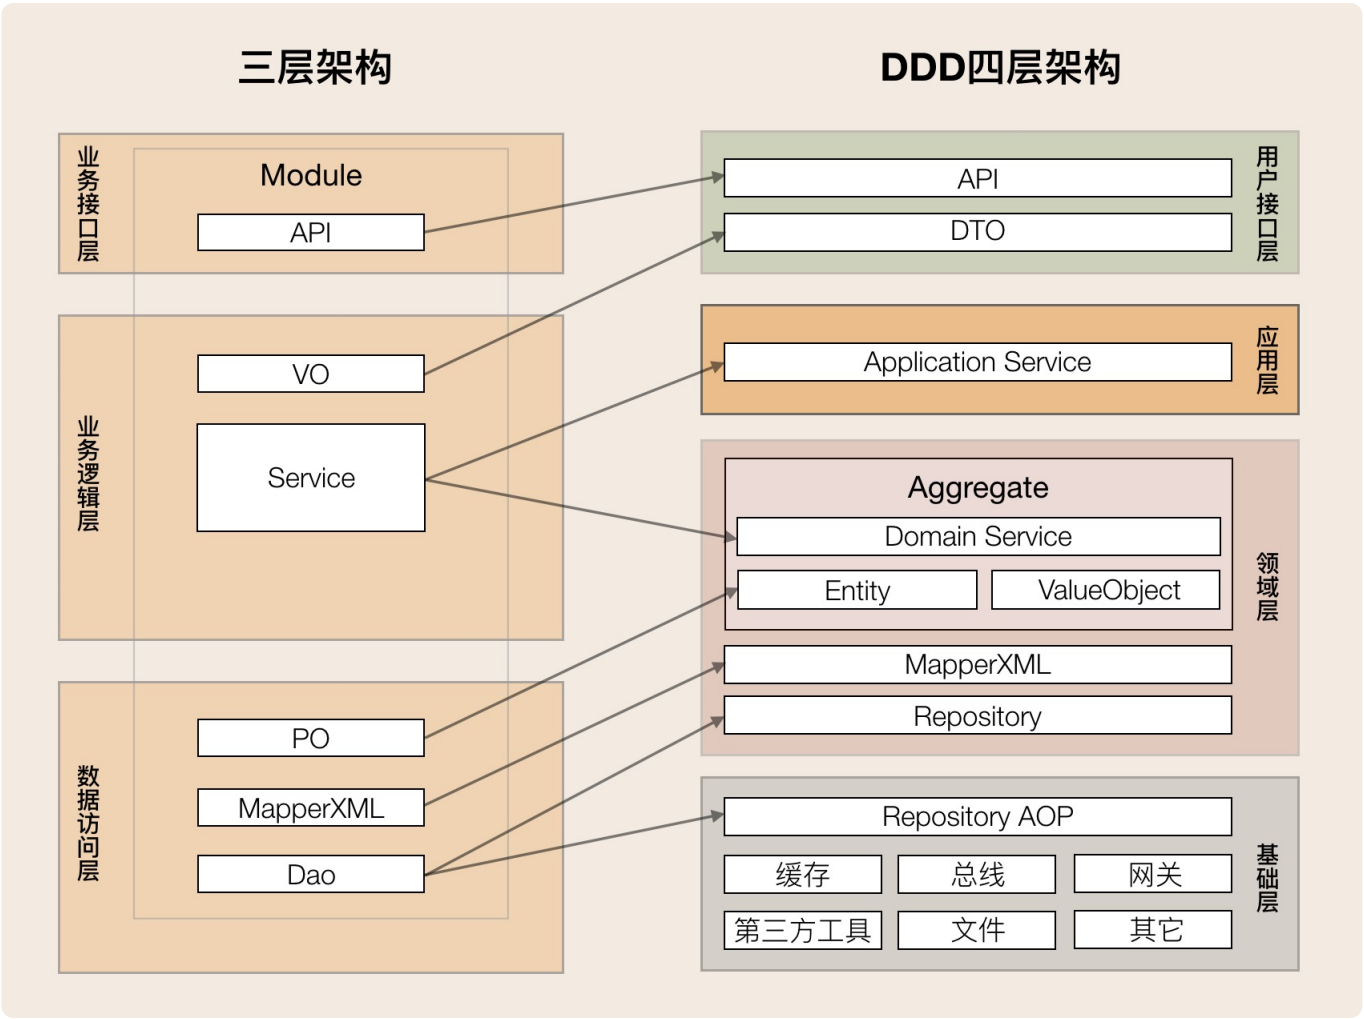 三层架构
业务接口层
Module
API
业务逻辑层
VO
Service
数据访问层
PO
MapperXML
Dao
DDD四层架构
API
DTO
用户接口层
Application Service
应用层
Aggregate
Domain Service
Entity
ValueObject
MapperXML
Repository
领域层
Repository AOP
缓存
总线
网关
第三方工具
文件
其它
基础层